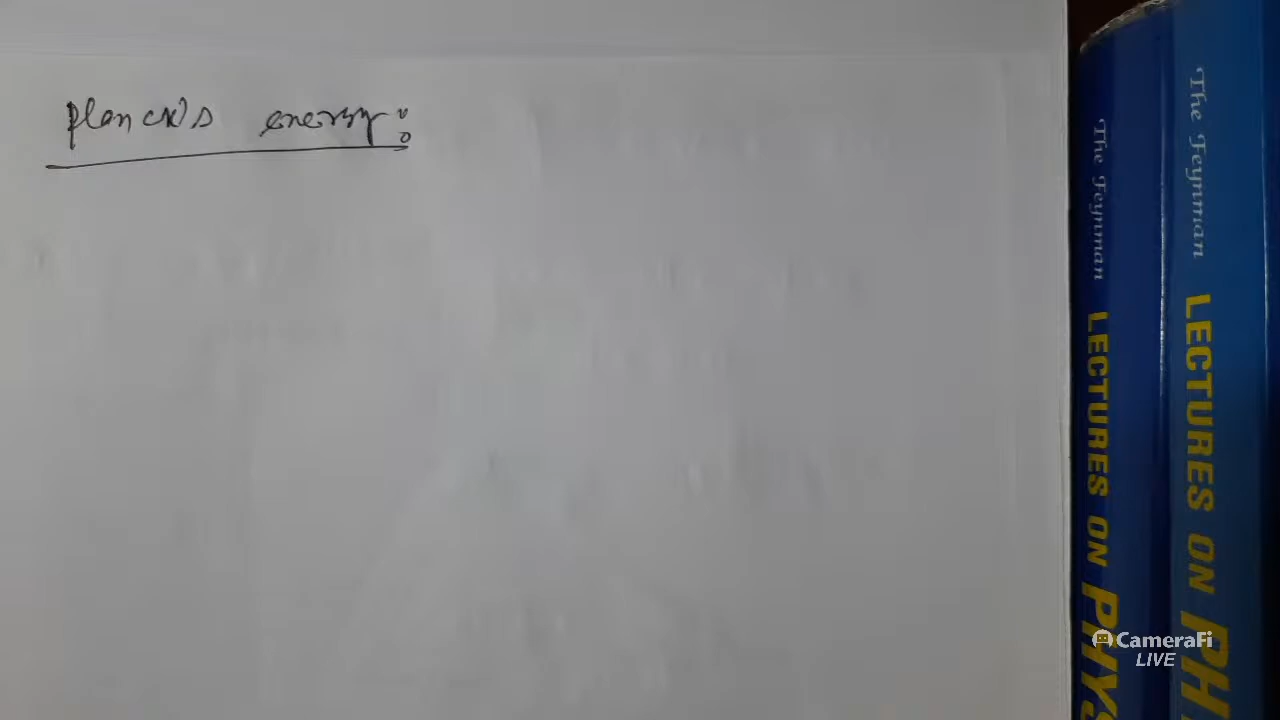 Planck's energy:
The Feynman LECTURES ON PHYS
The Feynman LECTURES ON PH
CameraFi
LIVE